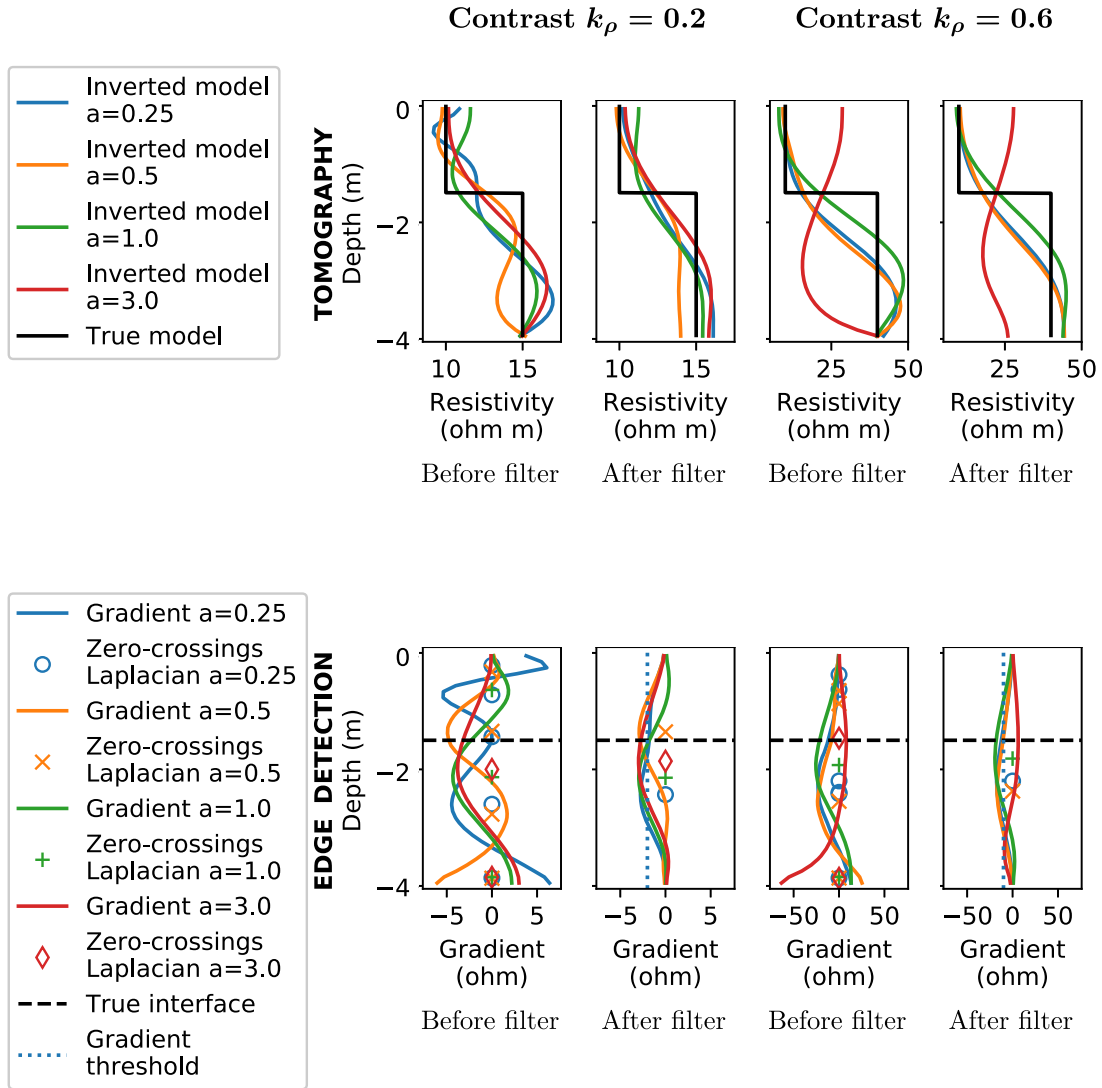 Contrast kρ = 0.2
Contrast kρ = 0.6
Inverted model
a=0.25
Inverted model
a=0.5
Inverted model
a=1.0
Inverted model
a=3.0
True model
TOMOGRAPHY
Depth (m)
0
−2
−4
10 15
Resistivity
(ohm m)
Before filter
10 15
Resistivity
(ohm m)
After filter
25 50
Resistivity
(ohm m)
Before filter
25 50
Resistivity
(ohm m)
After filter
Gradient a=0.25
Zero-crossings
Laplacian a=0.25
Gradient a=0.5
Zero-crossings
Laplacian a=0.5
Gradient a=1.0
Zero-crossings
Laplacian a=1.0
Gradient a=3.0
Zero-crossings
Laplacian a=3.0
True interface
Gradient
threshold
EDGE DETECTION
Depth (m)
0
−2
−4
−5 0 5
Gradient
(ohm)
Before filter
−5 0 5
Gradient
(ohm)
After filter
−50 0 50
Gradient
(ohm)
Before filter
−50 0 50
Gradient
(ohm)
After filter